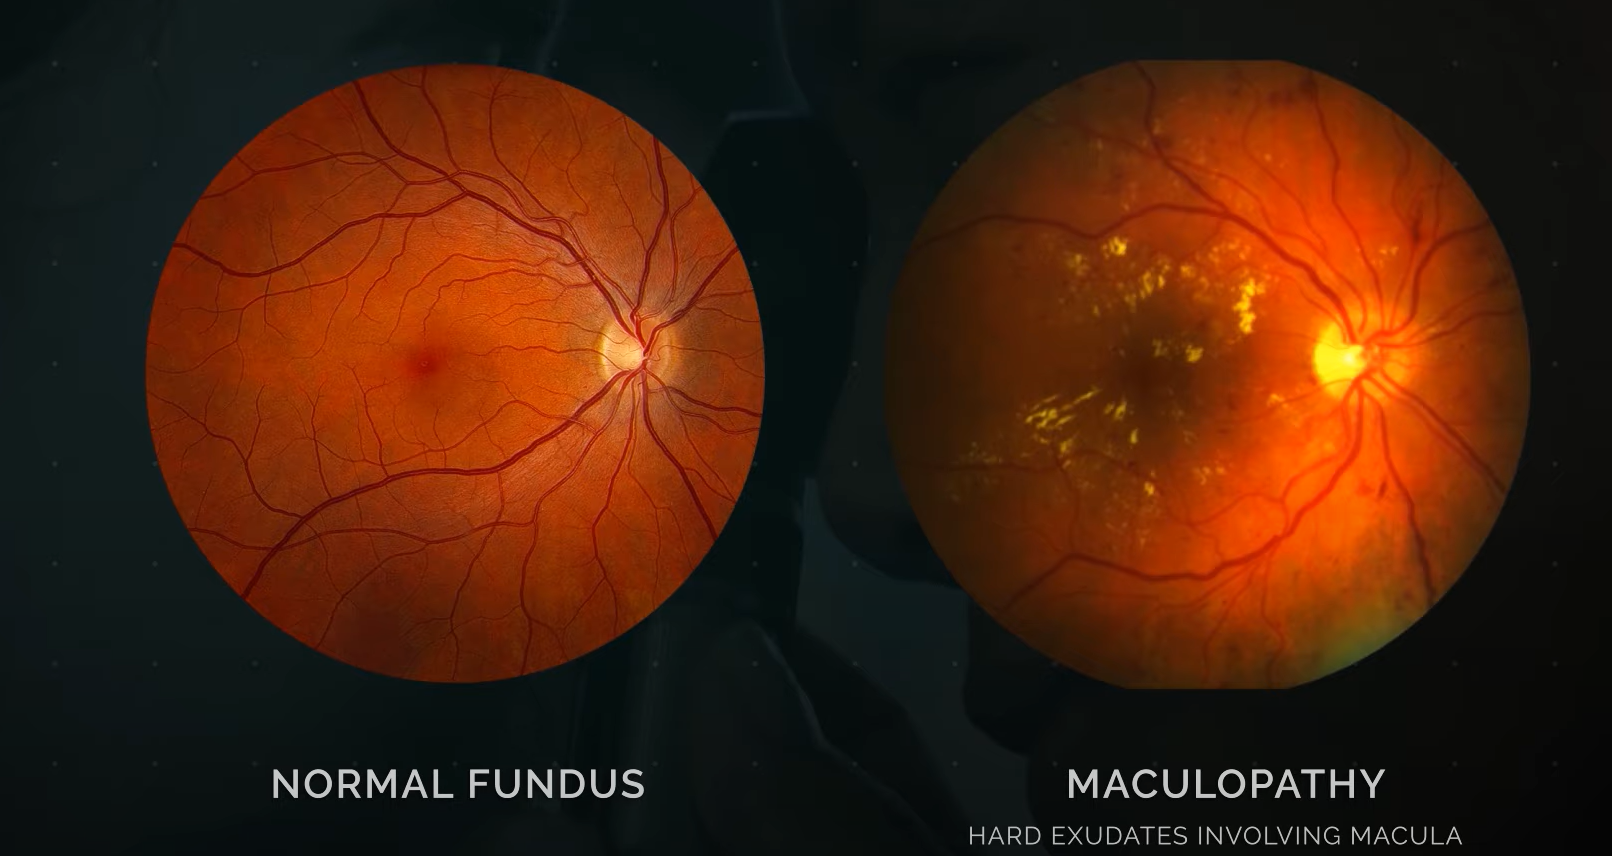 NORMAL FUNDUS
MACULOPATHY
HARD EXUDATES INVOLVING MACULA